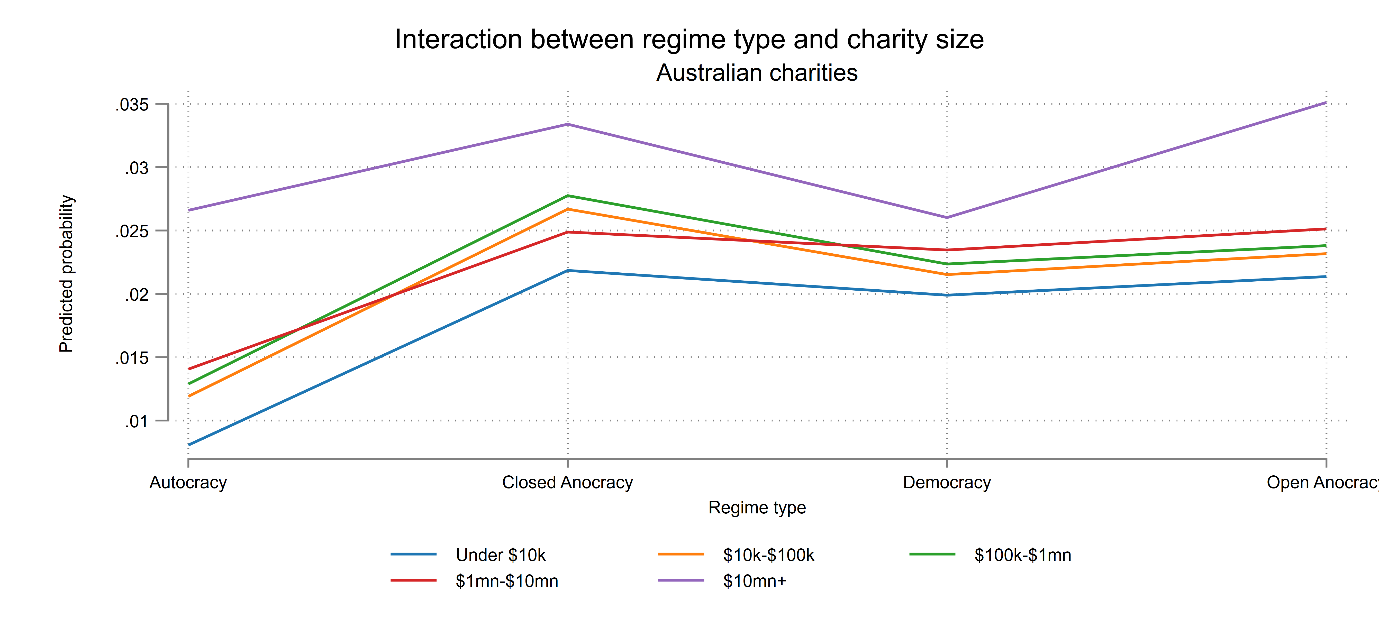 Interaction between regime type and charity size
Australian charities
.035
.03
.025
.02
.015
.01
Predicted probability
Autocracy Closed Anocracy Democracy Open Anocracy
Regime type
Under $10k $10k-$100k $100k-$1mn
$1mn-$10mn $10mn+